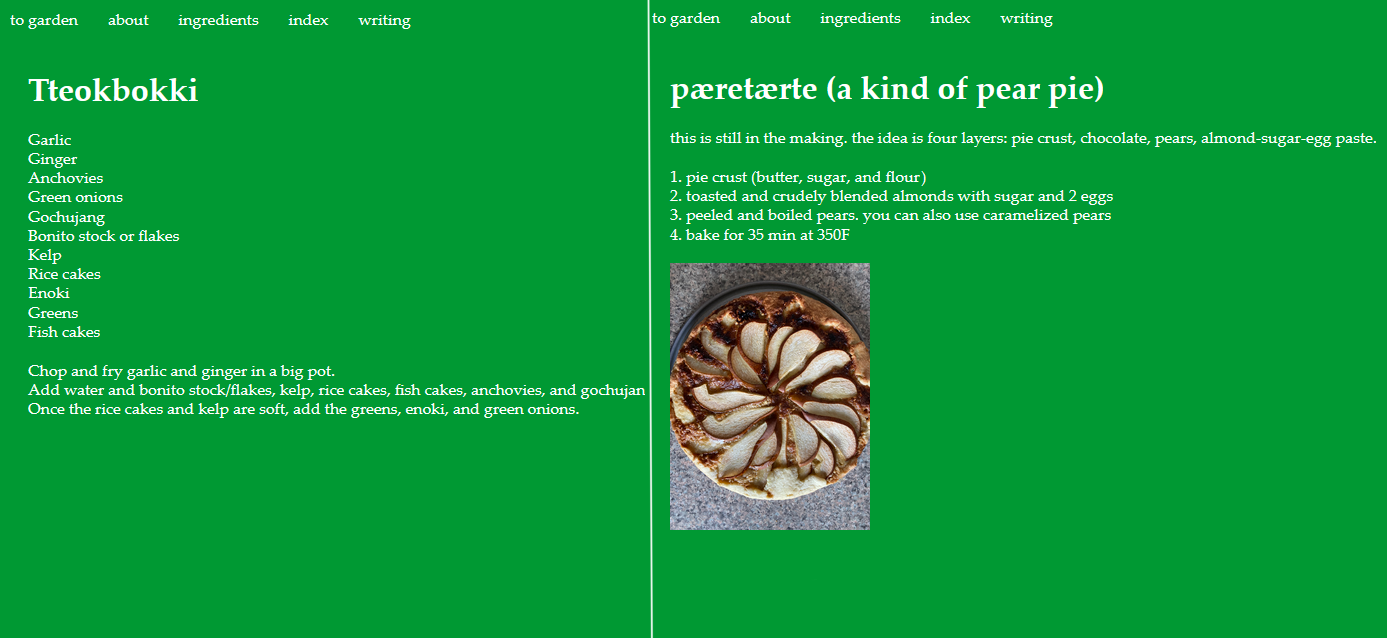 to garden about ingredients index writing
Tteokbokki
Garlic
Ginger
Anchovies
Green onions
Gochujang
Bonito stock or flakes
Kelp
Rice cakes
Enoki
Greens
Fish cakes
Chop and fry garlic and ginger in a big pot.
Add water and bonito stock/flakes, kelp, rice cakes, fish cakes, anchovies, and gochujan
Once the rice cakes and kelp are soft, add the greens, enoki, and green onions.
to garden about ingredients index writing
pæretærte (a kind of pear pie)
this is still in the making. the idea is four layers: pie crust, chocolate, pears, almond-sugar-egg paste.
1. pie crust (butter, sugar, and flour)
2. toasted and crudely blended almonds with sugar and 2 eggs
3. peeled and boiled pears. you can also use caramelized pears
4. bake for 35 min at 350F